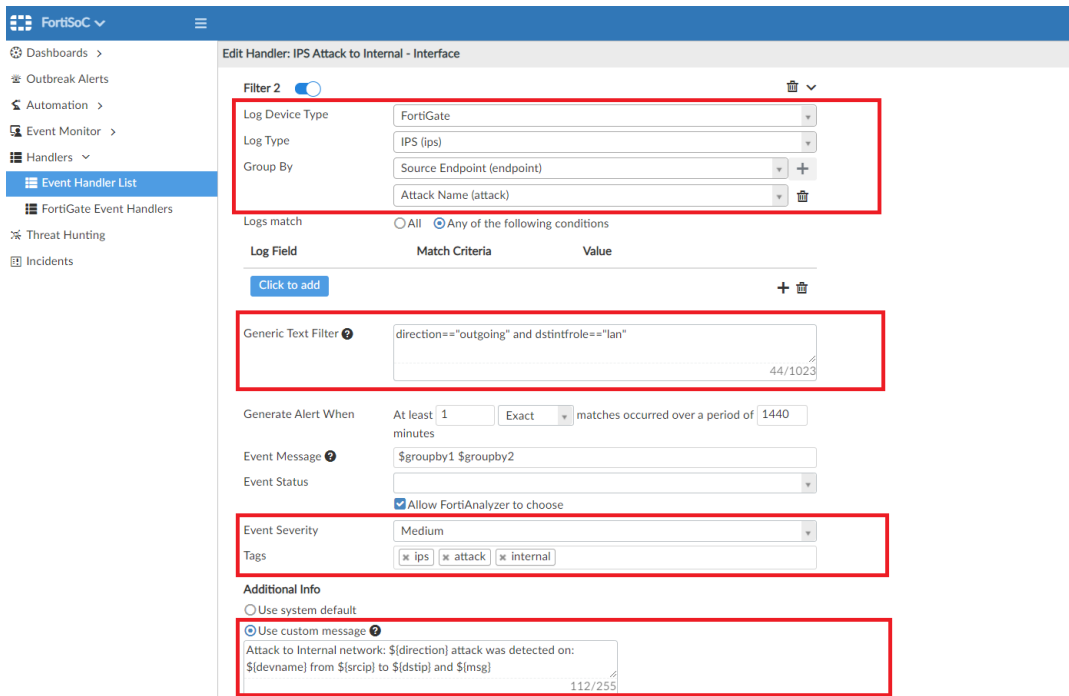 FortiSoC
Dashboards
Edit Handler: IPS Attack to Internal - Interface
Outbreak Alerts
Automation
Event Monitor
Handlers
Event Handler List
FortiGate Event Handlers
Threat Hunting
Incidents
Filter 2
Log Device Type FortiGate
Log Type IPS (ips)
Group By Source Endpoint (endpoint)
Attack Name (attack)
Logs match All Any of the following conditions
Log Field Match Criteria Value
Click to add
Generic Text Filter direction=="outgoing" and dstintfrole=="lan"
44/1023
Generate Alert When At least 1 Exact matches occurred over a period of 1440
minutes
Event Message $groupby1 $groupby2
Event Status
Allow FortiAnalyzer to choose
Event Severity Medium
Tags ips attack internal
Additional Info
Use system default
Use custom message
Attack to Internal network: ${direction} attack was detected on:
${devname} from ${srcip} to ${dstip} and ${msg}
112/255